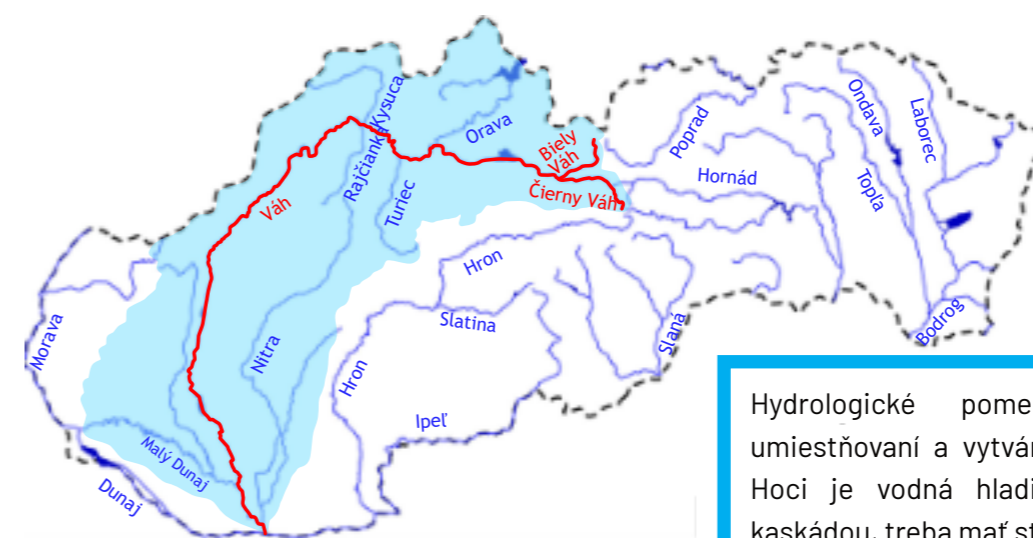 Kysuca
Rajčianka
Orava
Biely
Váh
Čierny Váh
Váh
Turiec
Poprad
Hornád
Ondava
Laborec
Topľa
Hron
Slatina
Slaná
Bodrog
Morava
Nitra
Hron
Ipeľ
Malý Dunaj
Dunaj
Hydrologické pome
umiestňovaní a vytvár
Hoci je vodná hladi
kaskádou, treba mať st